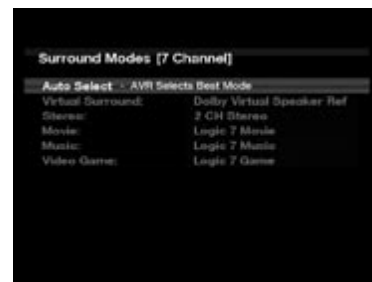 Surround Modes [7 Channel]
Auto Select - AVR Selects Best Mode
Virtual Surround: Dolby Virtual Speaker Ref
Stereo: 2 CH Stereo
Movie: Logic 7 Movie
Music: Logic 7 Music
Video Game: Logic 7 Game